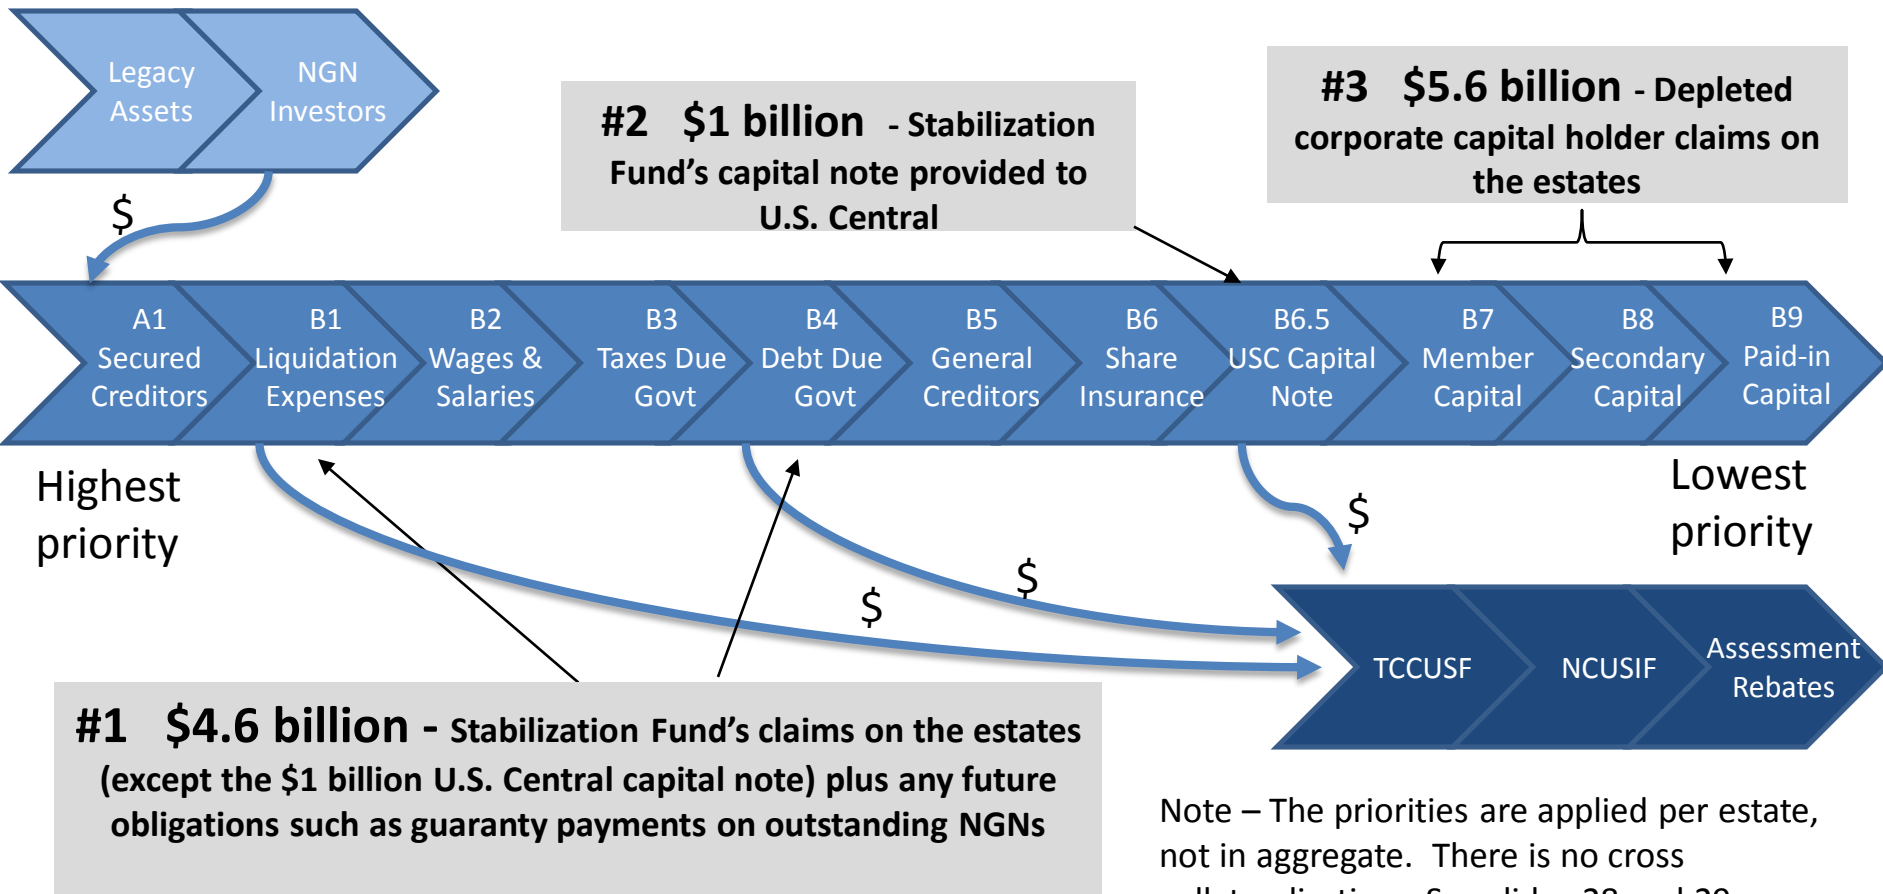 Legacy
Assets
NGN
Investors
$
#2 $1 billion - Stabilization
Fund’s capital note provided to
U.S. Central
#3 $5.6 billion - Depleted
corporate capital holder claims on
the estates
A1
Secured
Creditors
B1
Liquidation
Expenses
B2
Wages &
Salaries
B3
Taxes Due
Govt
B4
Debt Due
Govt
B5
General
Creditors
B6
Share
Insurance
B6.5
USC Capital
Note
B7
Member
Capital
B8
Secondary
Capital
B9
Paid-in
Capital
Highest
priority
Lowest
priority
$
$
$
TCCUSF
NCUSIF
Assessment
Rebates
#1 $4.6 billion - Stabilization Fund’s claims on the estates
(except the $1 billion U.S. Central capital note) plus any future
obligations such as guaranty payments on outstanding NGNs
Note – The priorities are applied per estate,
not in aggregate. There is no cross